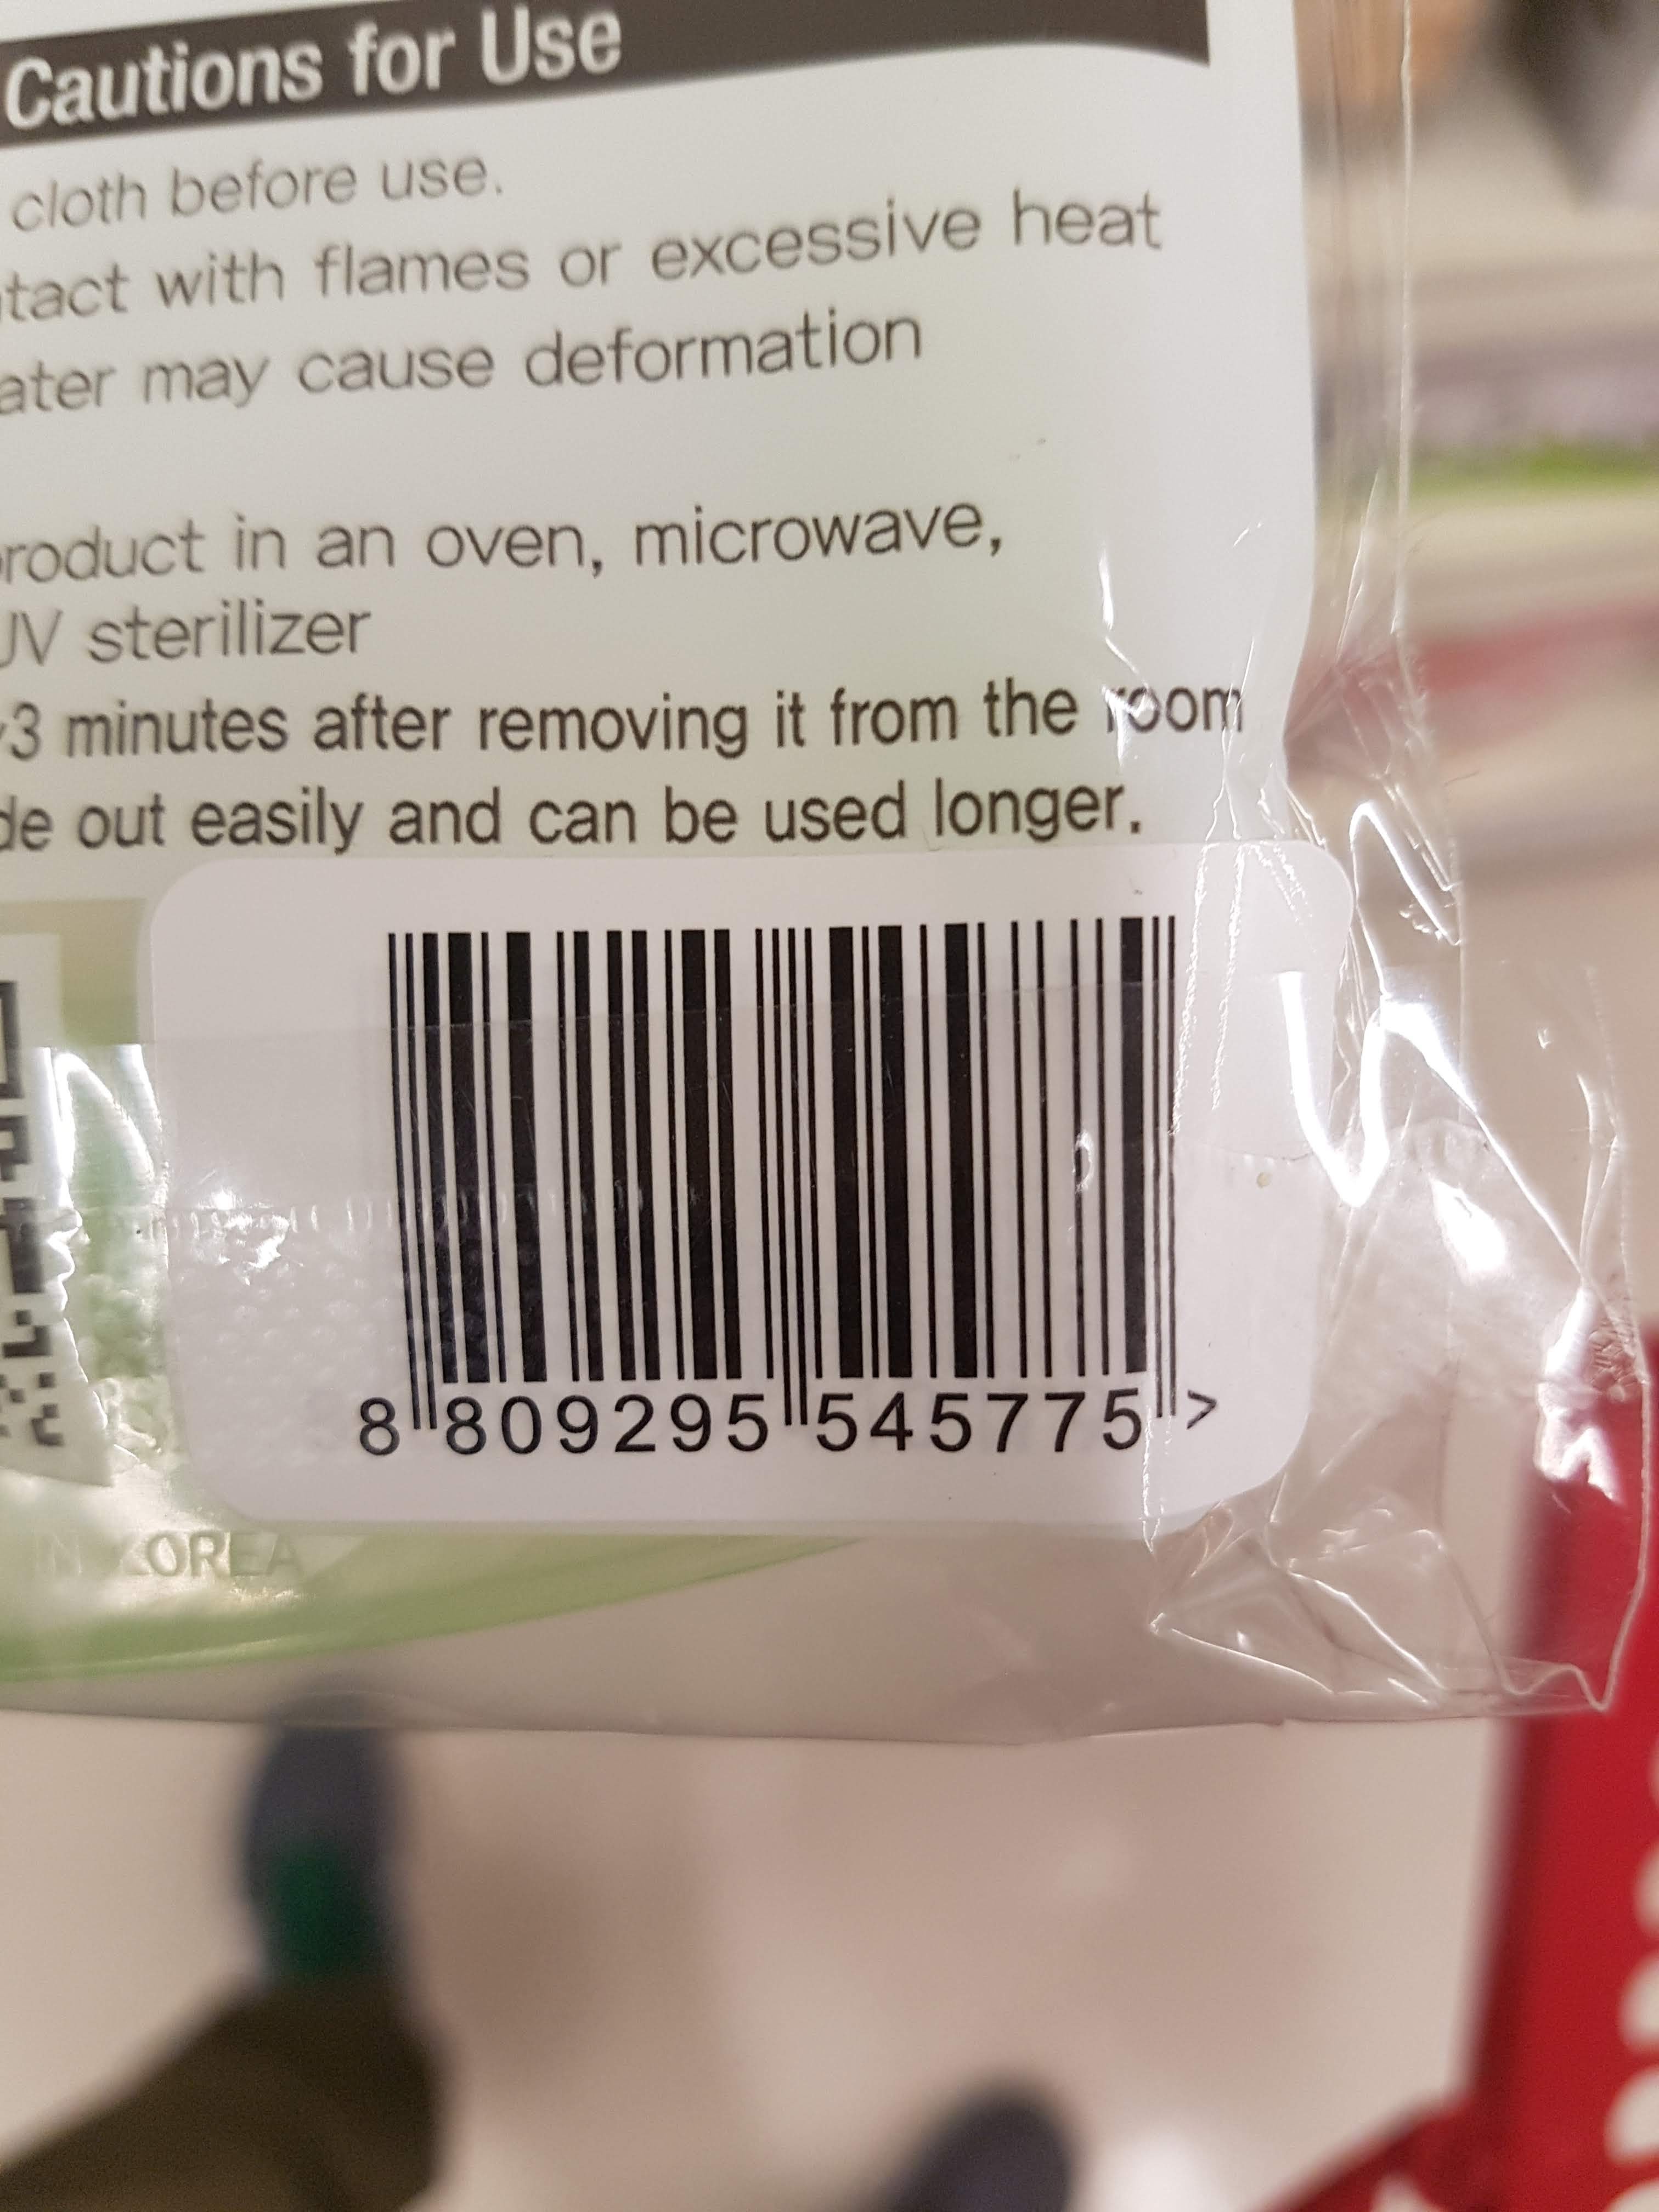 Cautions for Use
cloth before use.
tact with flames or excessive heat
ater may cause deformation
roduct in an oven, microwave,
UV sterilizer
3 minutes after removing it from the room
de out easily and can be used longer.
8 809295 545775 >
IN KOREA